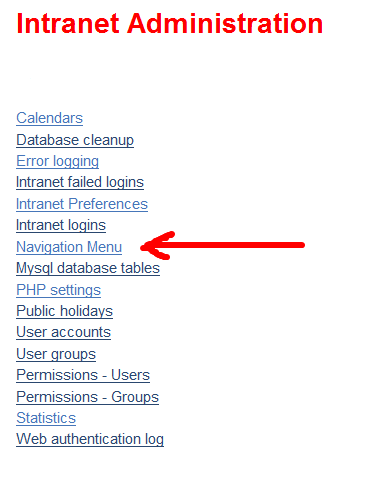 Intranet Administration
Calendars
Database cleanup
Error logging
Intranet failed logins
Intranet Preferences
Intranet logins
Navigation Menu
Mysql database tables
PHP settings
Public holidays
User accounts
User groups
Permissions - Users
Permissions - Groups
Statistics
Web authentication log